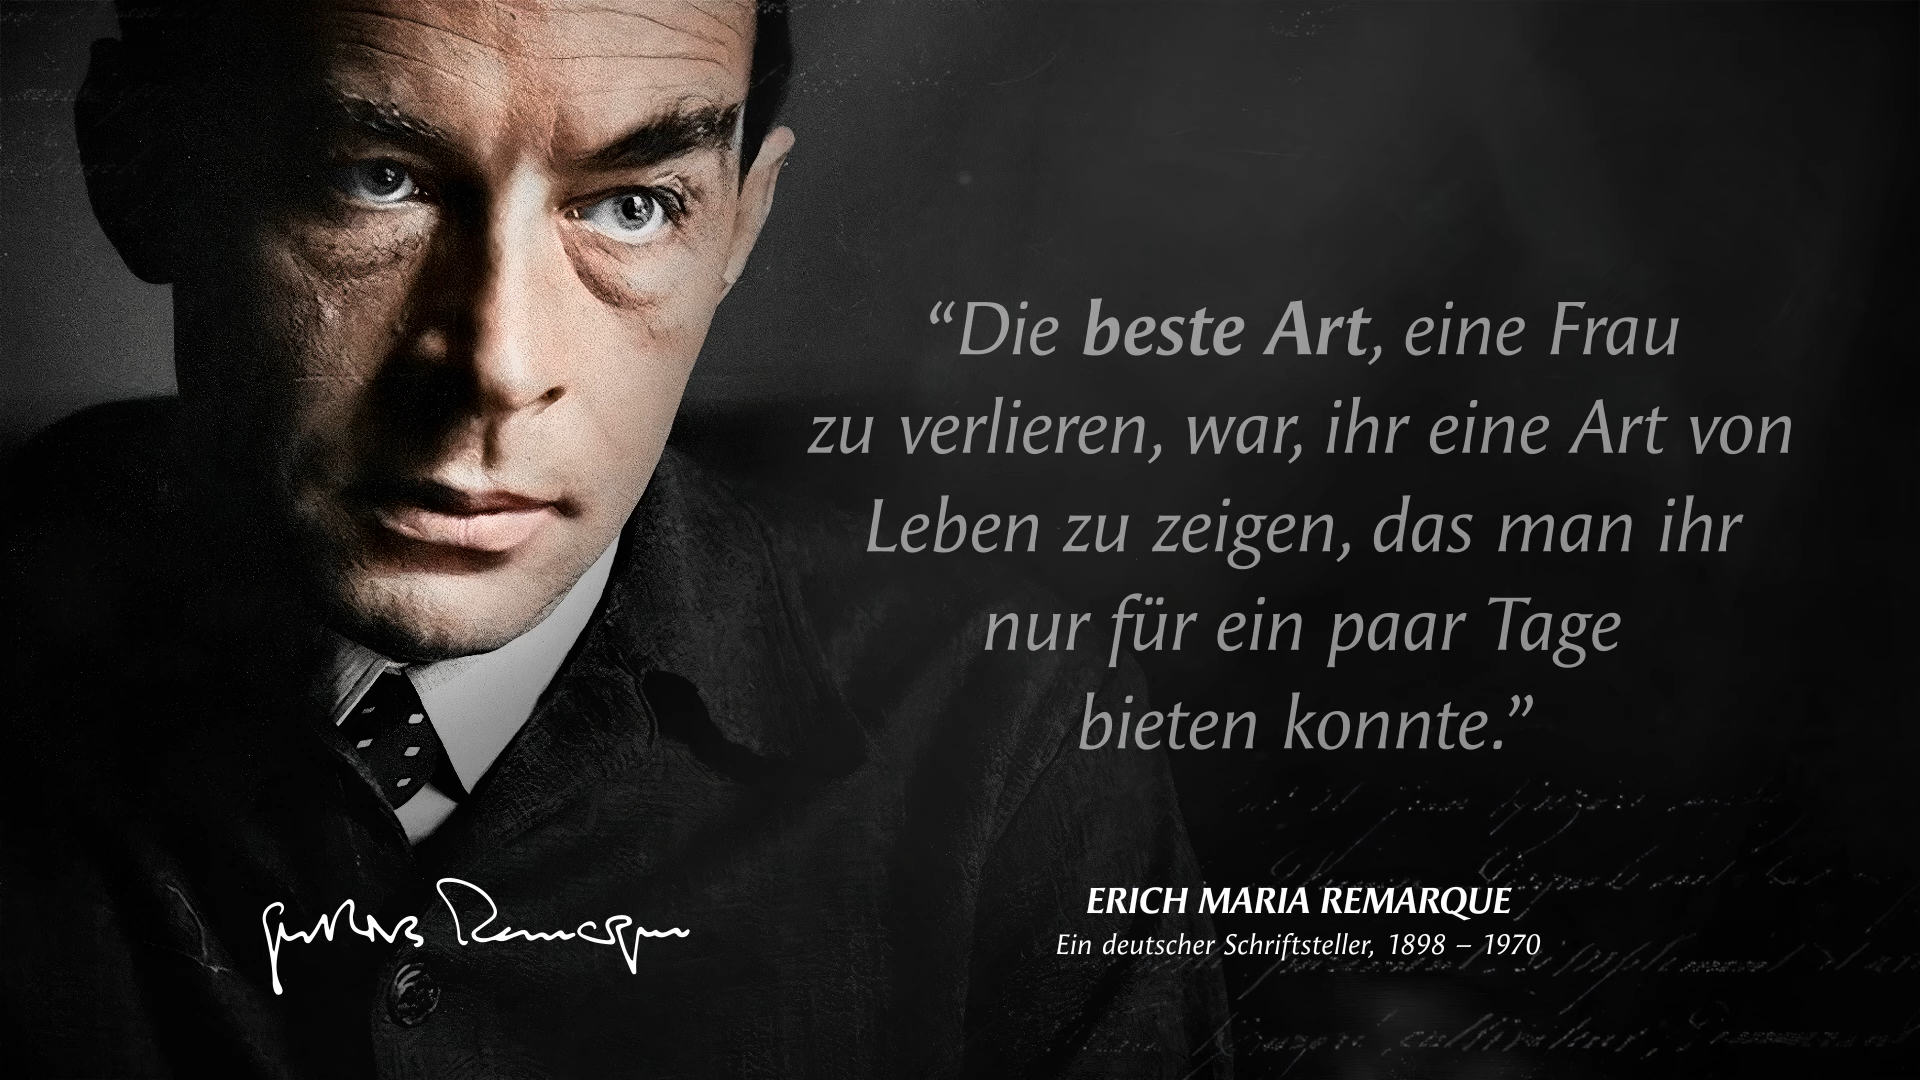 “Die beste Art, eine Frau
zu verlieren, war, ihr eine Art von
Leben zu zeigen, das man ihr
nur für ein paar Tage
bieten konnte.”
Remarque
ERICH MARIA REMARQUE
Ein deutscher Schriftsteller, 1898 – 1970